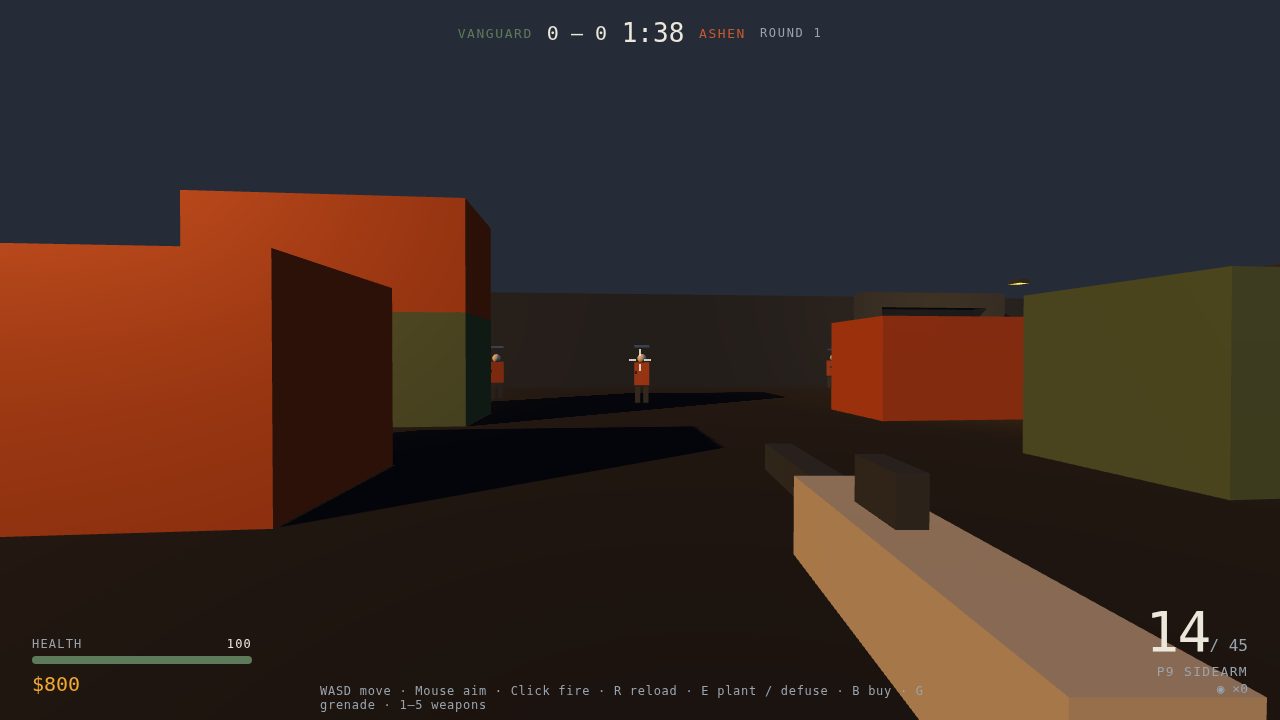 VANGUARD 0 — 0 1:38 ASHEN ROUND 1
HEALTH 100
$800
WASD move · Mouse aim · Click fire · R reload · E plant / defuse · B buy · G
grenade · 1–5 weapons
14 / 45
P9 SIDEARM
◉ ×0